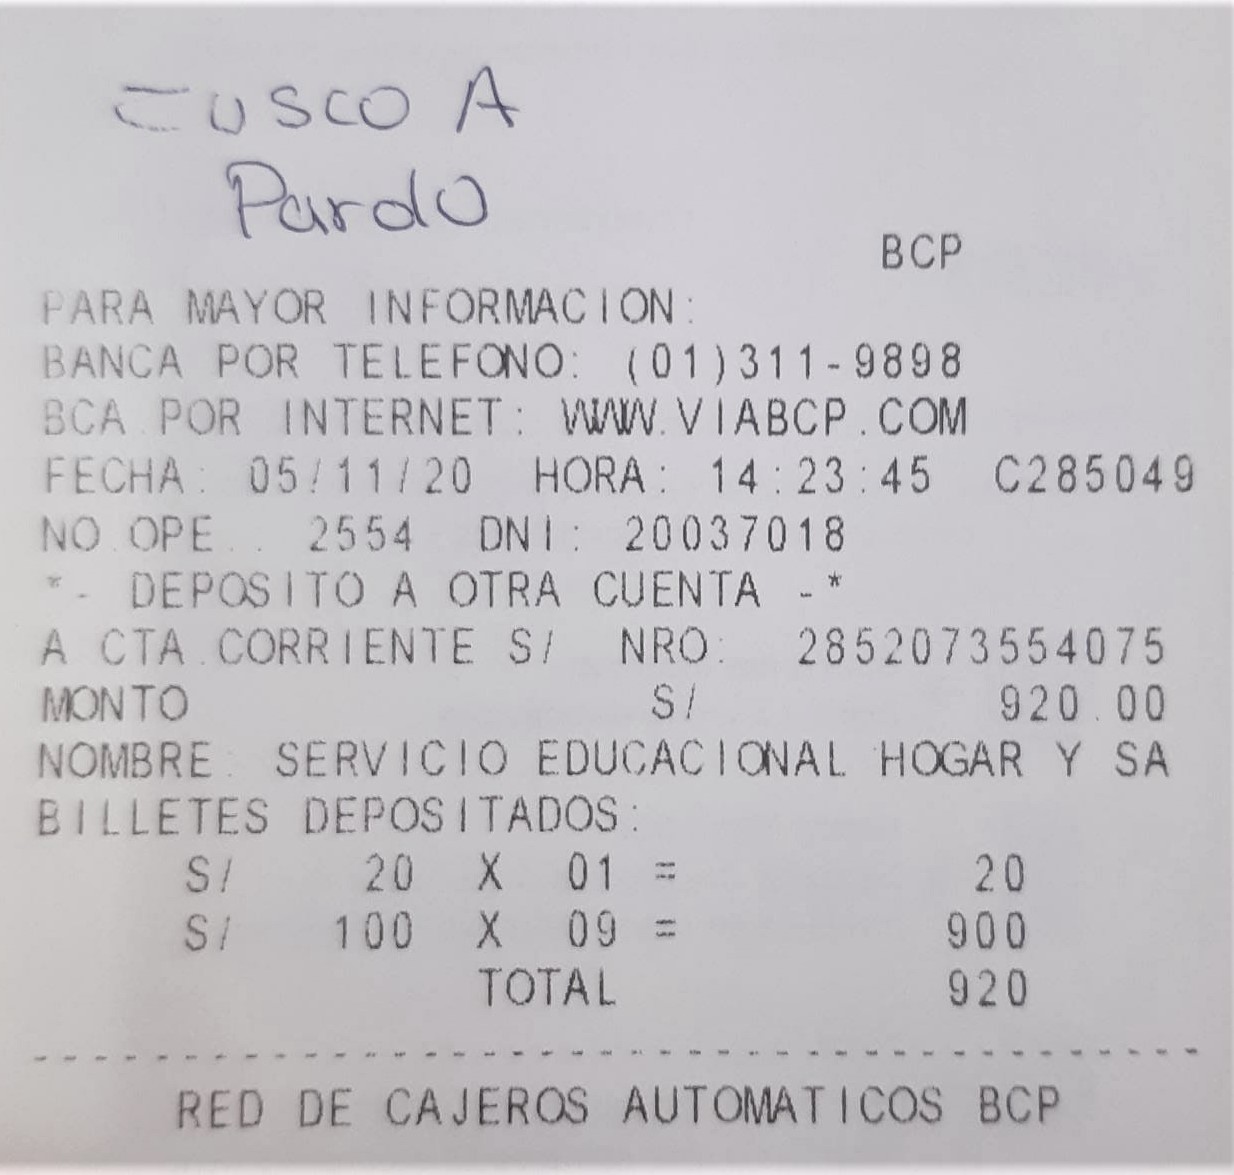 CUSCO A
Pardo
BCP
PARA MAYOR INFORMACION:
BANCA POR TELEFONO: (01)311-9898
BCA.POR INTERNET: WWW.VIABCP.COM
FECHA: 05/11/20 HORA: 14:23:45 C285049
NO.OPE.: 2554 DNI: 20037018
*- DEPOSITO A OTRA CUENTA -*
A CTA.CORRIENTE S/ NRO: 2852073554075
MONTO S/ 920.00
NOMBRE: SERVICIO EDUCACIONAL HOGAR Y SA
BILLETES DEPOSITADOS:
S/ 20 X 01 = 20
S/ 100 X 09 = 900
TOTAL 920
----------------------------------------
RED DE CAJEROS AUTOMATICOS BCP